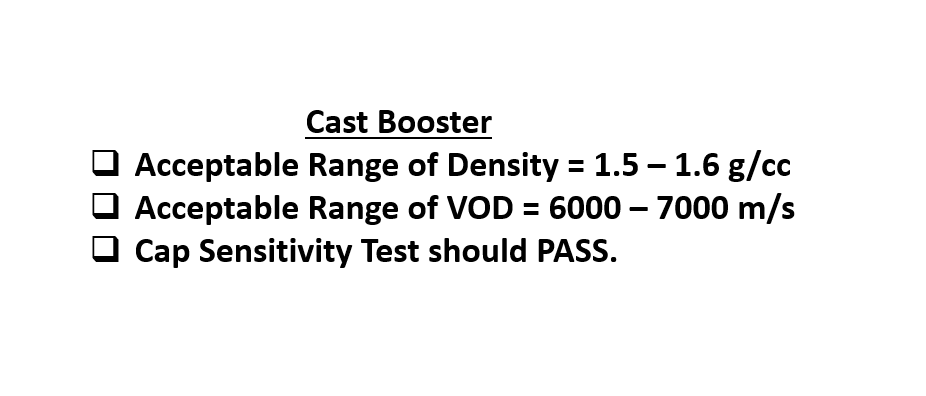 Cast Booster
❑ Acceptable Range of Density = 1.5 – 1.6 g/cc
❑ Acceptable Range of VOD = 6000 – 7000 m/s
❑ Cap Sensitivity Test should PASS.